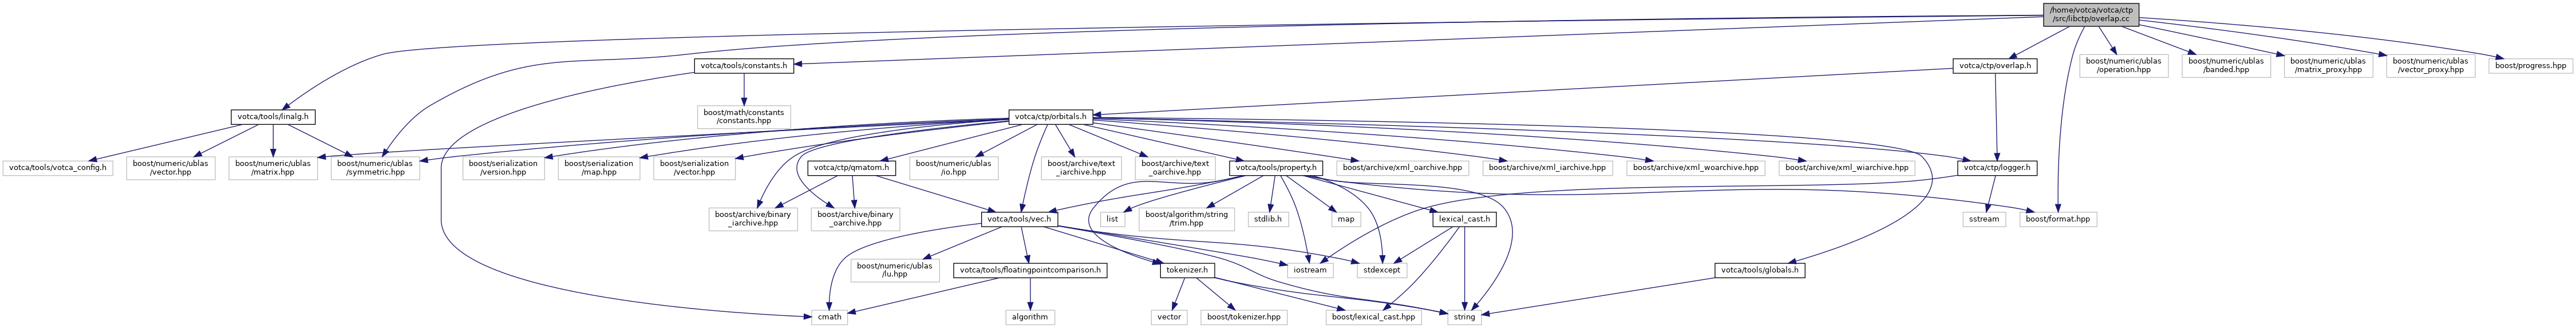 /home/votca/votca/ctp
/src/libctp/overlap.cc
votca/tools/constants.h
votca/ctp/overlap.h
boost/numeric/ublas
/operation.hpp
boost/numeric/ublas
/banded.hpp
boost/numeric/ublas
/matrix_proxy.hpp
boost/numeric/ublas
/vector_proxy.hpp
boost/progress.hpp
votca/tools/linalg.h
boost/math/constants
/constants.hpp
votca/ctp/orbitals.h
votca/tools/votca_config.h
boost/numeric/ublas
/vector.hpp
boost/numeric/ublas
/matrix.hpp
boost/numeric/ublas
/symmetric.hpp
boost/serialization
/version.hpp
boost/serialization
/map.hpp
boost/serialization
/vector.hpp
votca/ctp/qmatom.h
boost/numeric/ublas
/io.hpp
boost/archive/text
_iarchive.hpp
boost/archive/text
_oarchive.hpp
votca/tools/property.h
boost/archive/xml_oarchive.hpp
boost/archive/xml_iarchive.hpp
boost/archive/xml_woarchive.hpp
boost/archive/xml_wiarchive.hpp
votca/ctp/logger.h
boost/archive/binary
_iarchive.hpp
boost/archive/binary
_oarchive.hpp
votca/tools/vec.h
list
boost/algorithm/string
/trim.hpp
stdlib.h
map
lexical_cast.h
sstream
boost/format.hpp
boost/numeric/ublas
/lu.hpp
votca/tools/floatingpointcomparison.h
tokenizer.h
iostream
stdexcept
votca/tools/globals.h
cmath
algorithm
vector
boost/tokenizer.hpp
boost/lexical_cast.hpp
string